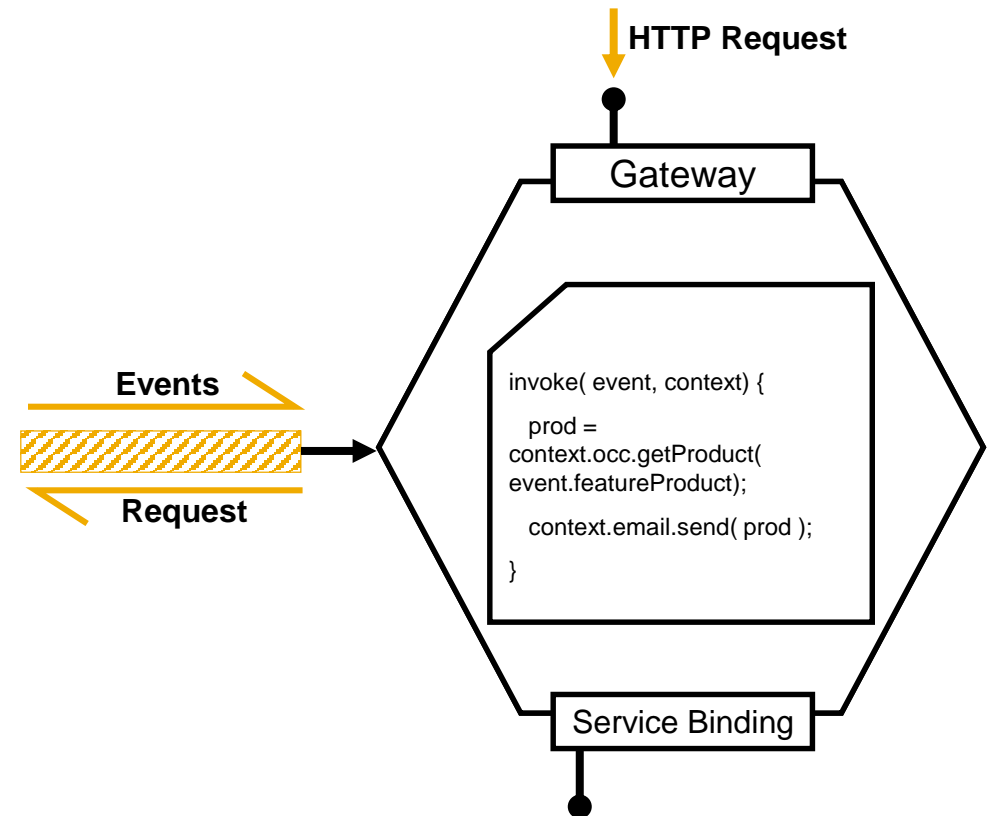 HTTP Request
Gateway
Events
Request
invoke( event, context) {
prod =
context.occ.getProduct(
event.featureProduct);
context.email.send( prod );
}
Service Binding